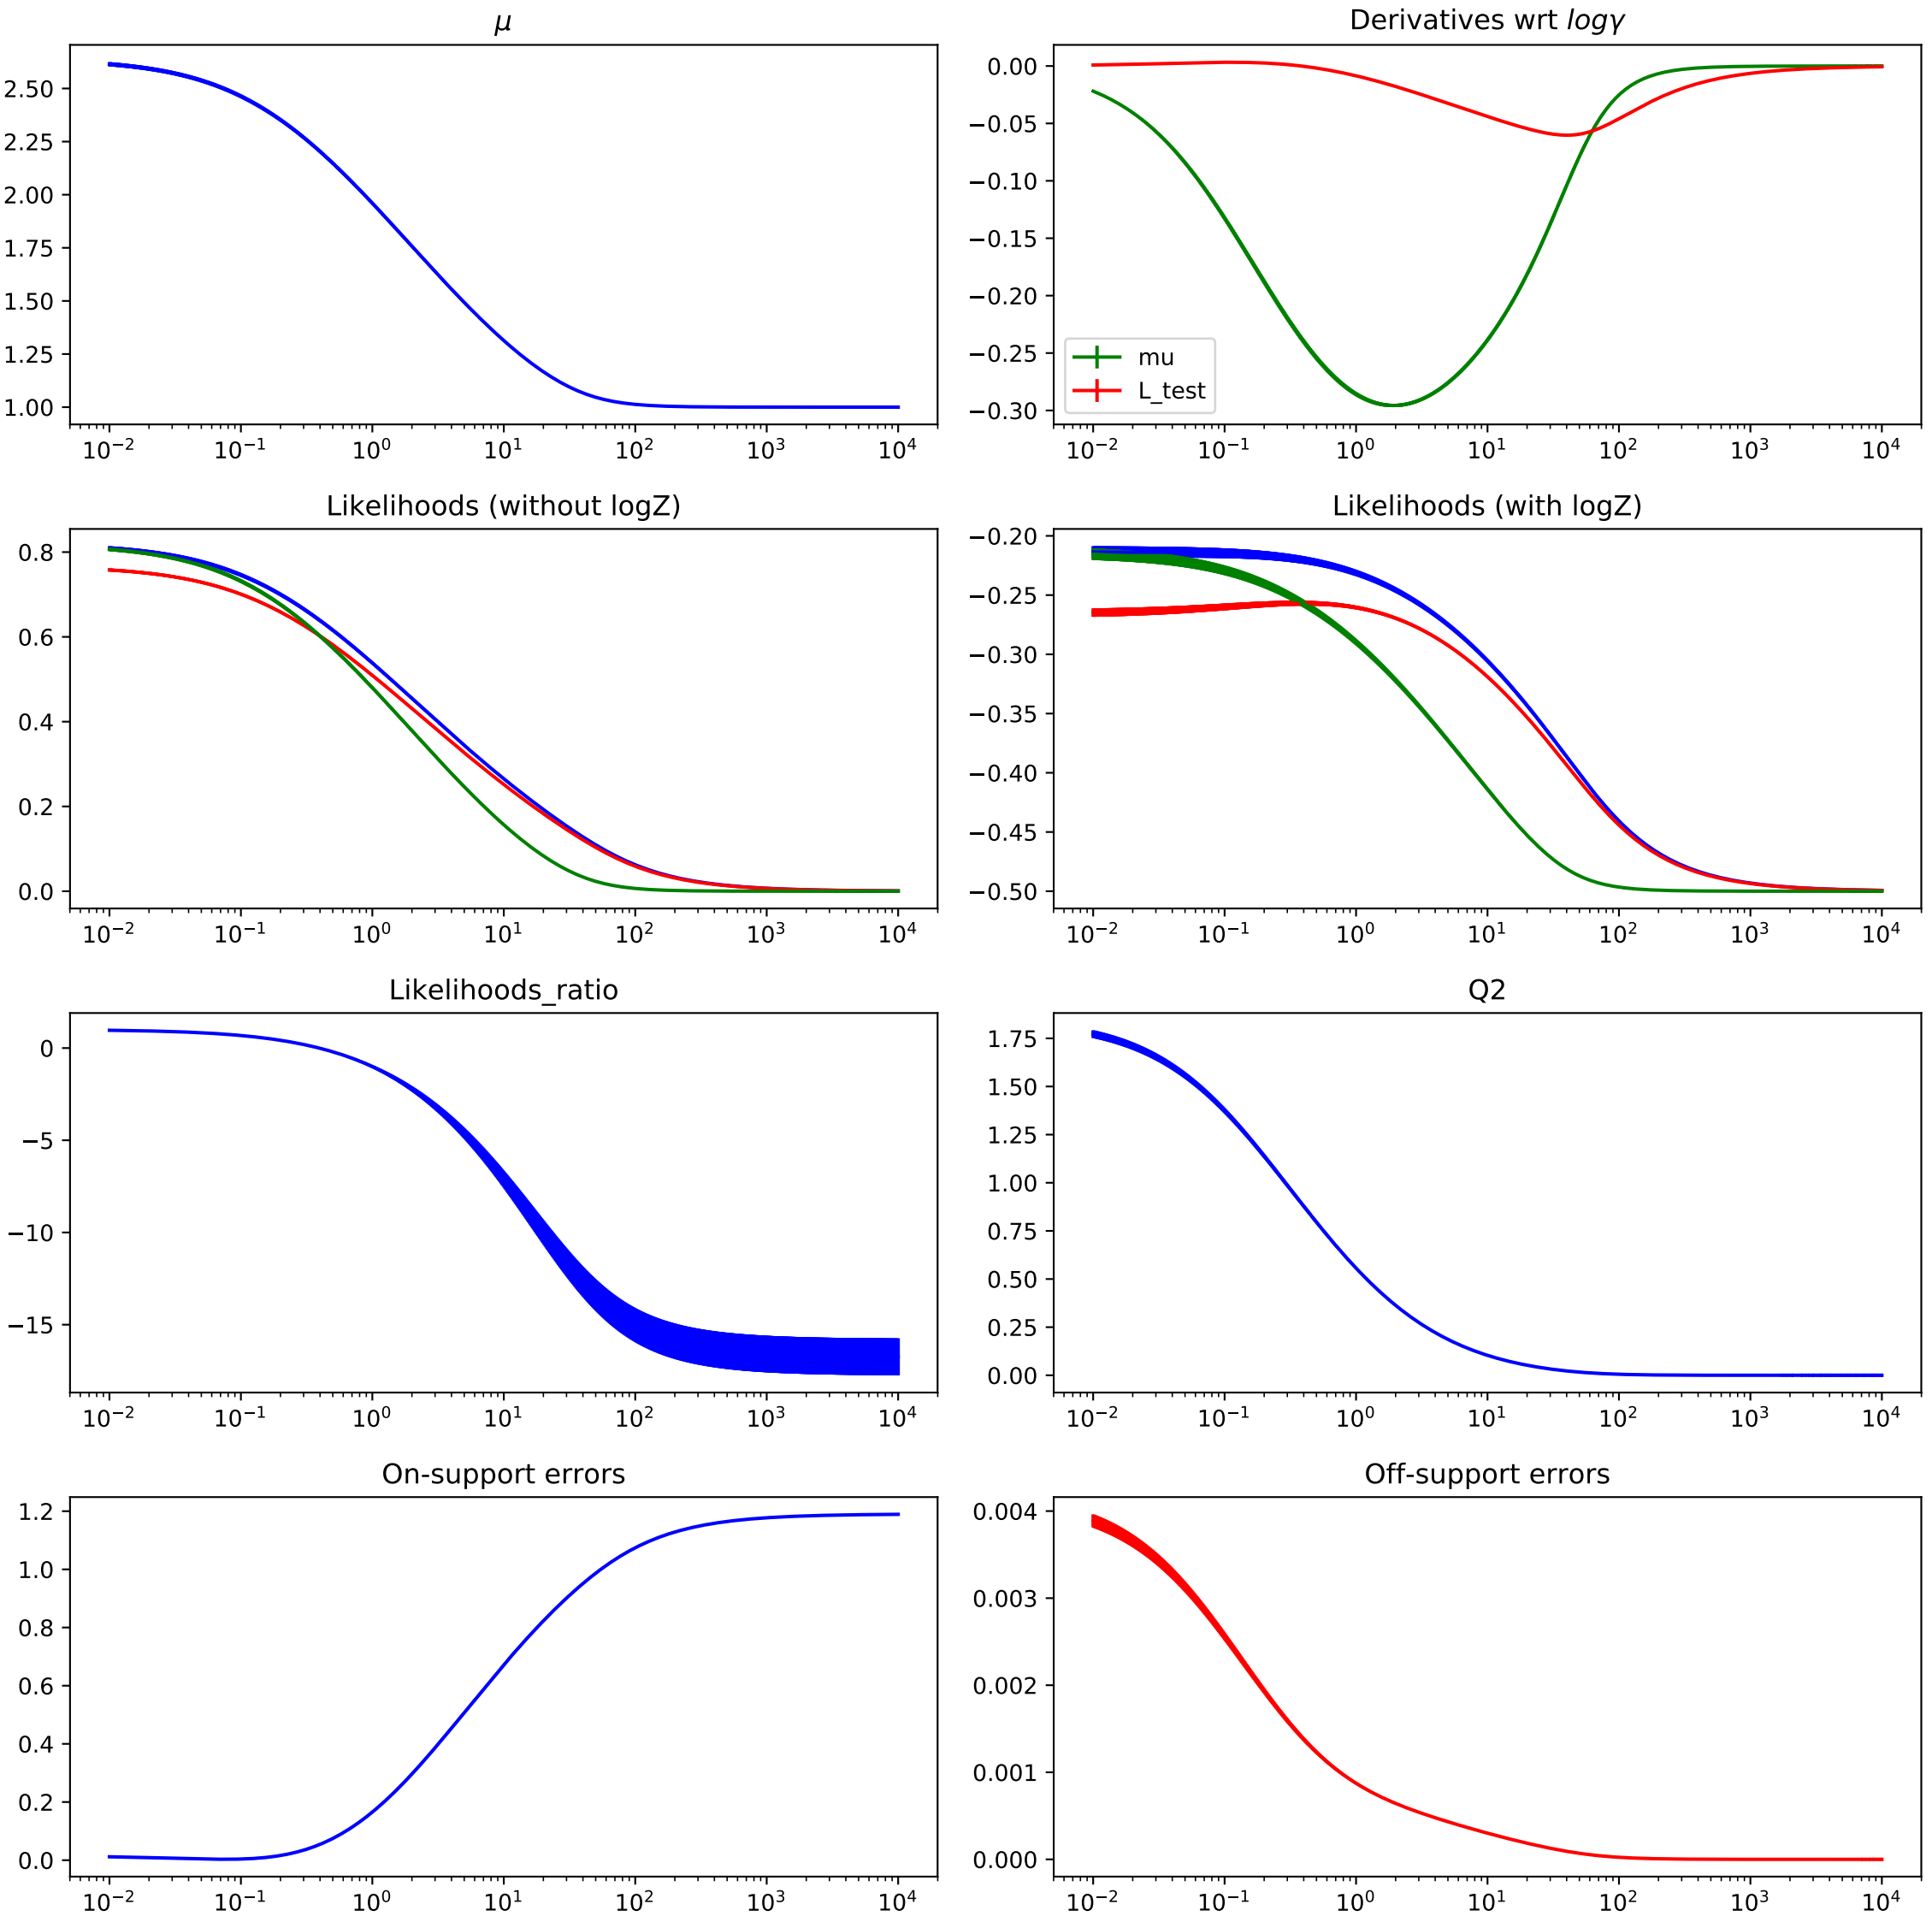 μ
2.50
2.25
2.00
1.75
1.50
1.25
1.00
10⁻² 10⁻¹ 10⁰ 10¹ 10² 10³ 10⁴
Derivatives wrt logγ
0.00
−0.05
−0.10
−0.15
−0.20
−0.25
−0.30
mu
L_test
10⁻² 10⁻¹ 10⁰ 10¹ 10² 10³ 10⁴
Likelihoods (without logZ)
0.8
0.6
0.4
0.2
0.0
10⁻² 10⁻¹ 10⁰ 10¹ 10² 10³ 10⁴
Likelihoods (with logZ)
−0.20
−0.25
−0.30
−0.35
−0.40
−0.45
−0.50
10⁻² 10⁻¹ 10⁰ 10¹ 10² 10³ 10⁴
Likelihoods_ratio
0
−5
−10
−15
10⁻² 10⁻¹ 10⁰ 10¹ 10² 10³ 10⁴
Q2
1.75
1.50
1.25
1.00
0.75
0.50
0.25
0.00
10⁻² 10⁻¹ 10⁰ 10¹ 10² 10³ 10⁴
On-support errors
1.2
1.0
0.8
0.6
0.4
0.2
0.0
10⁻² 10⁻¹ 10⁰ 10¹ 10² 10³ 10⁴
Off-support errors
0.004
0.003
0.002
0.001
0.000
10⁻² 10⁻¹ 10⁰ 10¹ 10² 10³ 10⁴